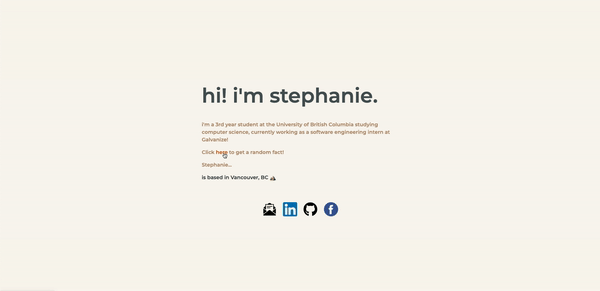 hi! i'm stephanie.
I'm a 3rd year student at the University of British Columbia studying
computer science, currently working as a software engineering intern at
Galvanize!
Click here to get a random fact!
Stephanie...
is based in Vancouver, BC
in
f